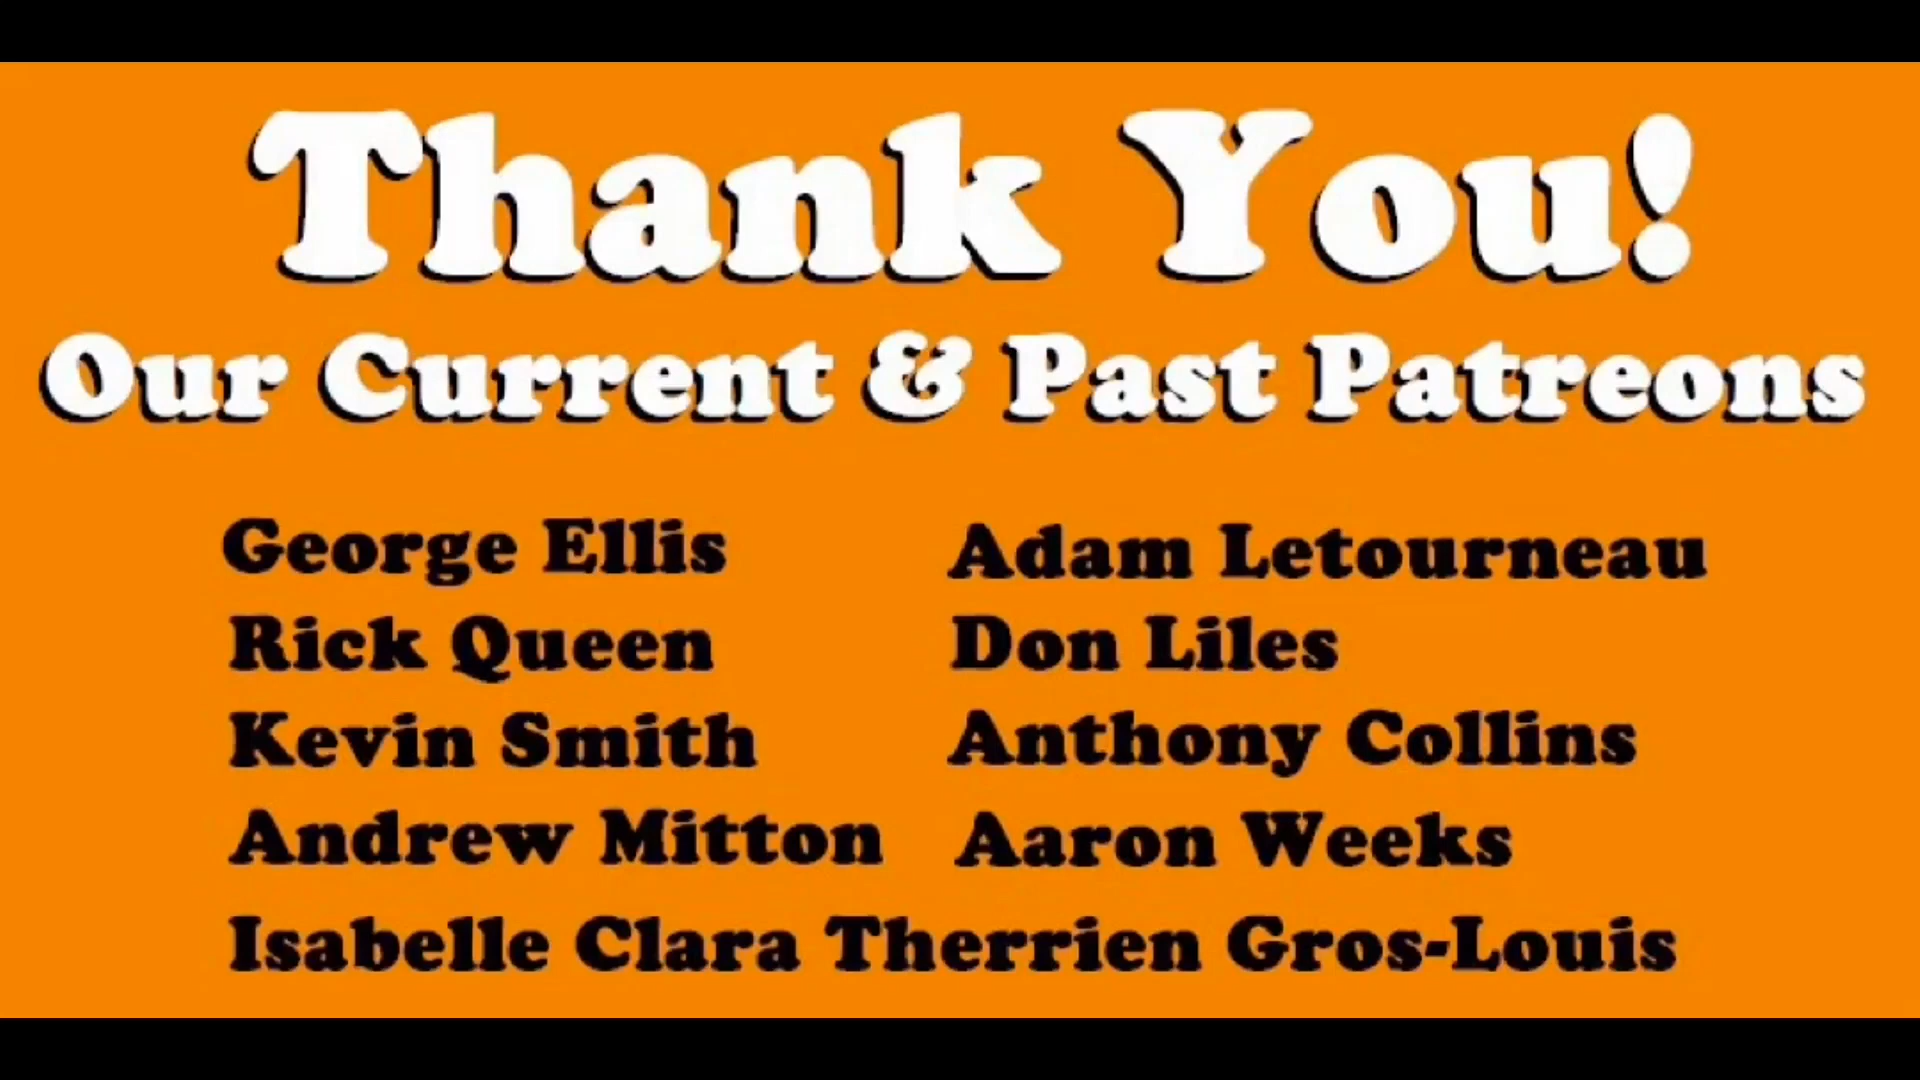 Thank You!
Our Current & Past Patreons
George Ellis
Adam Letourneau
Rick Queen
Don Liles
Kevin Smith
Anthony Collins
Andrew Mitton
Aaron Weeks
Isabelle Clara Therrien Gros-Louis